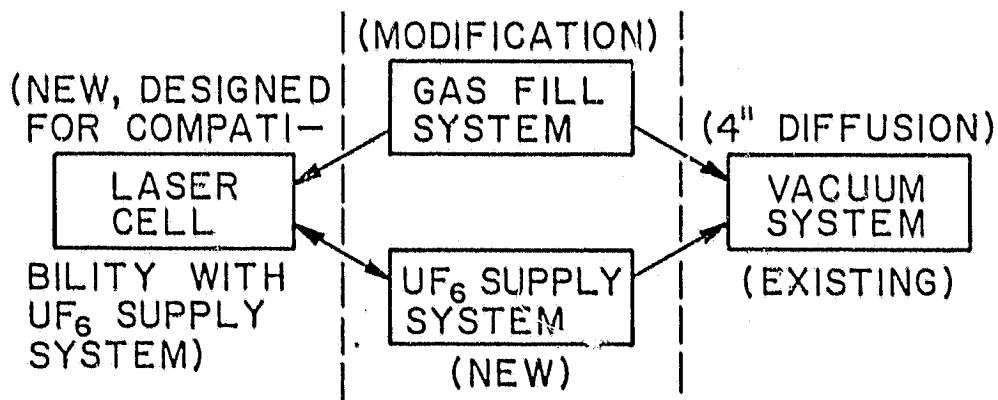 (NEW, DESIGNED
FOR COMPATI-
LASER
CELL
BILITY WITH
UF₆ SUPPLY
SYSTEM)
(MODIFICATION)
GAS FILL
SYSTEM
UF₆ SUPPLY
SYSTEM
(NEW)
(4" DIFFUSION)
VACUUM
SYSTEM
(EXISTING)